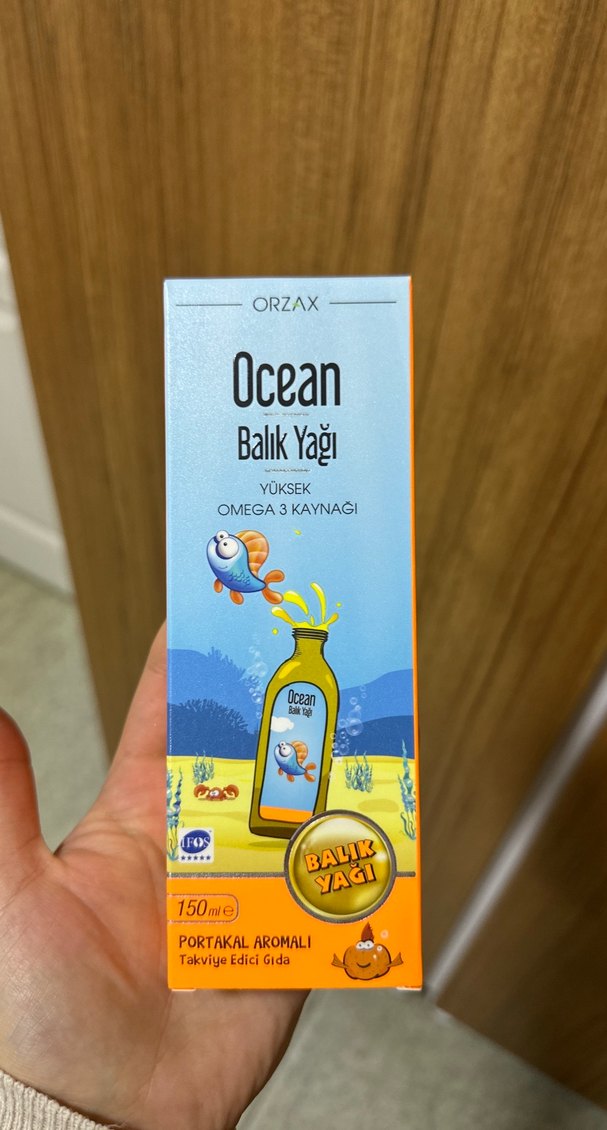 ORZAX
Ocean
Balık Yağı
YÜKSEK
OMEGA 3 KAYNAĞI
Ocean
Balık Yağı
IFOS
BALIK
YAĞI
150 ml ℮
PORTAKAL AROMALI
Takviye Edici Gıda